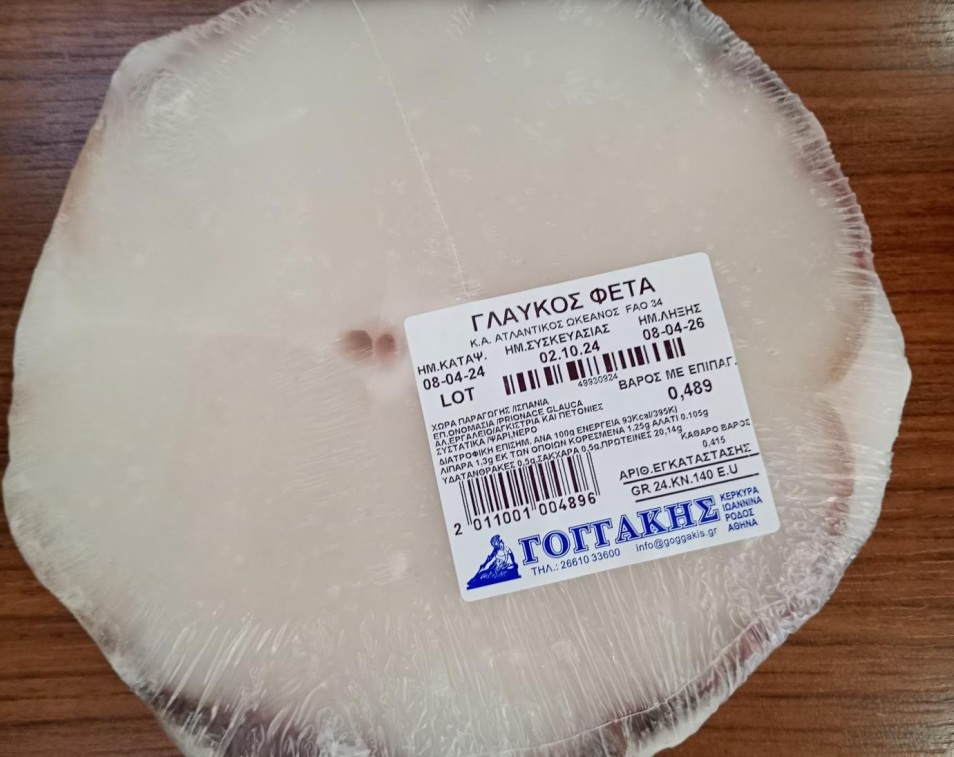 ΓΛΑΥΚΟΣ ΦΕΤΑ
Κ.Α. ΑΤΛΑΝΤΙΚΟΣ ΩΚΕΑΝΟΣ FAO 34
ΗΜ.ΚΑΤΑΨ. ΗΜ.ΣΥΣΚΕΥΑΣΙΑΣ ΗΜ.ΛΗΞΗΣ
08-04-24 02.10.24 08-04-26
LOT 49930924 ΒΑΡΟΣ ΜΕ ΕΠΙΠΑΓ.
0,489
ΧΩΡΑ ΠΑΡΑΓΩΓΗΣ /ΙΣΠΑΝΙΑ
ΕΠ.ΟΝΟΜΑΣΙΑ /PRIONACE GLAUCA
ΑΛ.ΕΡΓΑΛΕΙΟ/ΑΓΚΙΣΤΡΙΑ ΚΑΙ ΠΕΤΟΝΙΕΣ
ΣΥΣΤΑΤΙΚΑ /ΨΑΡΙ,ΝΕΡΟ
ΔΙΑΤΡΟΦΙΚΗ ΕΠΙΣΗΜ. ΑΝΑ 100g ΕΝΕΡΓΕΙΑ 93Kcal/395Kj
ΛΙΠΑΡΑ 1,3g ΕΚ ΤΩΝ ΟΠΟΙΩΝ ΚΟΡΕΣΜΕΝΑ 1,25g ΑΛΑΤΙ 0,105g
ΥΔΑΤΑΝΘΡΑΚΕΣ 0,5g,ΣΑΚΧΑΡΑ 0,5g,ΠΡΩΤΕΙΝΕΣ 20,14g
ΚΑΘΑΡΟ ΒΑΡΟΣ
0.415
ΑΡΙΘ.ΕΓΚΑΤΑΣΤΑΣΗΣ
GR 24.KN.140 E.U
2 011001 004896
ΓΟΓΓΑΚΗΣ
ΚΕΡΚΥΡΑ
ΙΩΑΝΝΙΝΑ
ΡΟΔΟΣ
ΑΘΗΝΑ
ΤΗΛ.: 26610 33600 Info@goggakis.gr